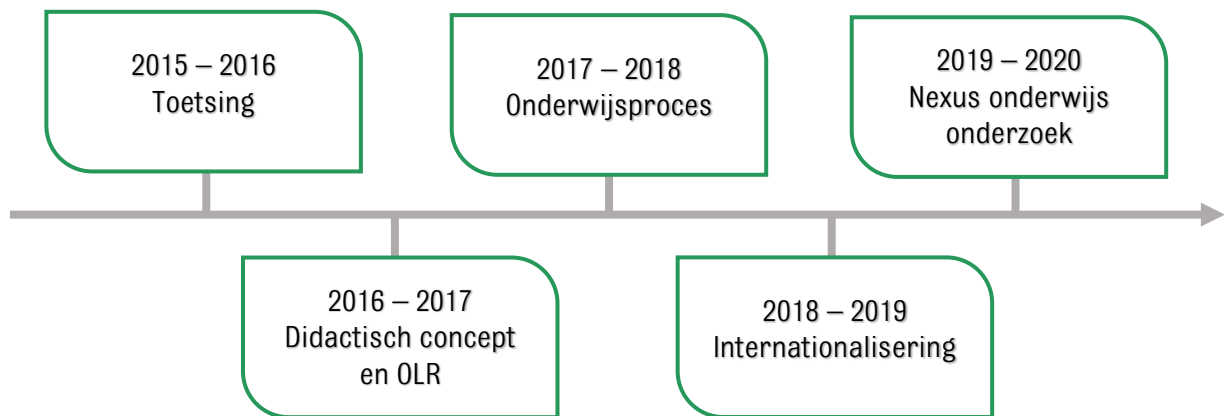 2015 – 2016
Toetsing
2016 – 2017
Didactisch concept
en OLR
2017 – 2018
Onderwijsproces
2018 – 2019
Internationalisering
2019 – 2020
Nexus onderwijs
onderzoek